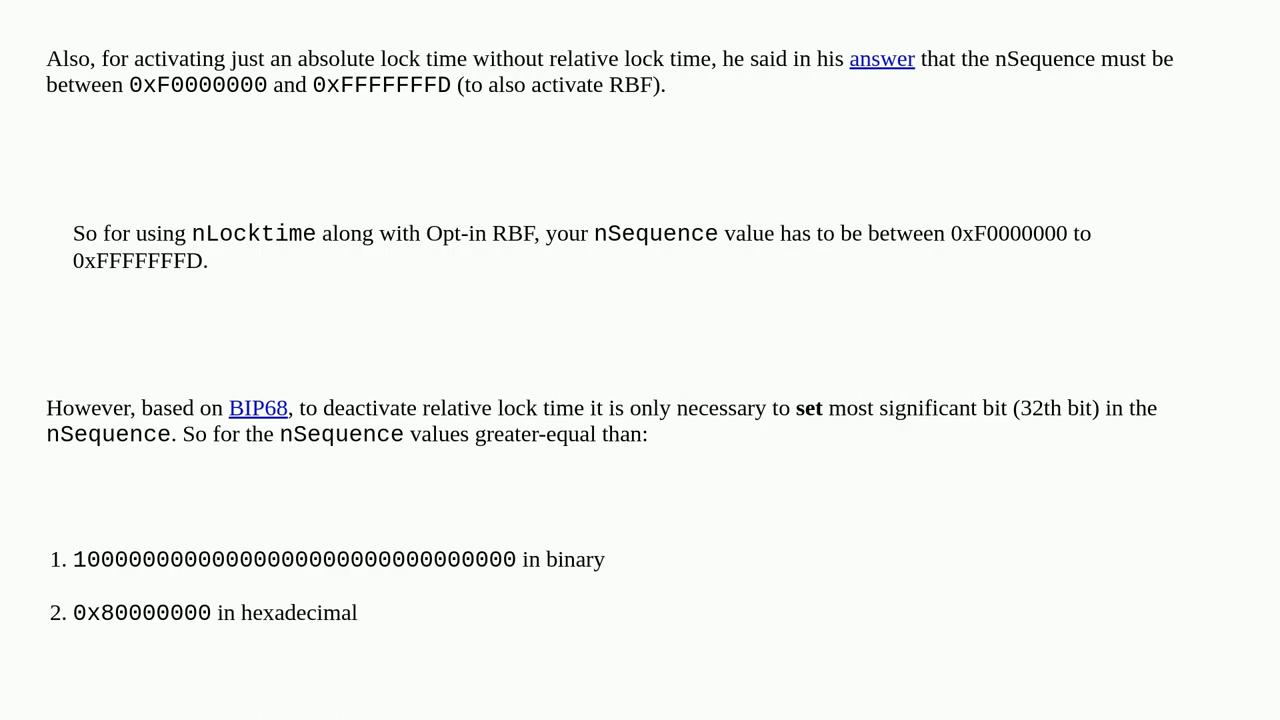 Also, for activating just an absolute lock time without relative lock time, he said in his answer that the nSequence must be
between 0xF0000000 and 0xFFFFFFFD (to also activate RBF).
So for using nLocktime along with Opt-in RBF, your nSequence value has to be between 0xF0000000 to
0xFFFFFFFD.
However, based on BIP68, to deactivate relative lock time it is only necessary to set most significant bit (32th bit) in the
nSequence. So for the nSequence values greater-equal than:
1. 10000000000000000000000000000000 in binary
2. 0x80000000 in hexadecimal